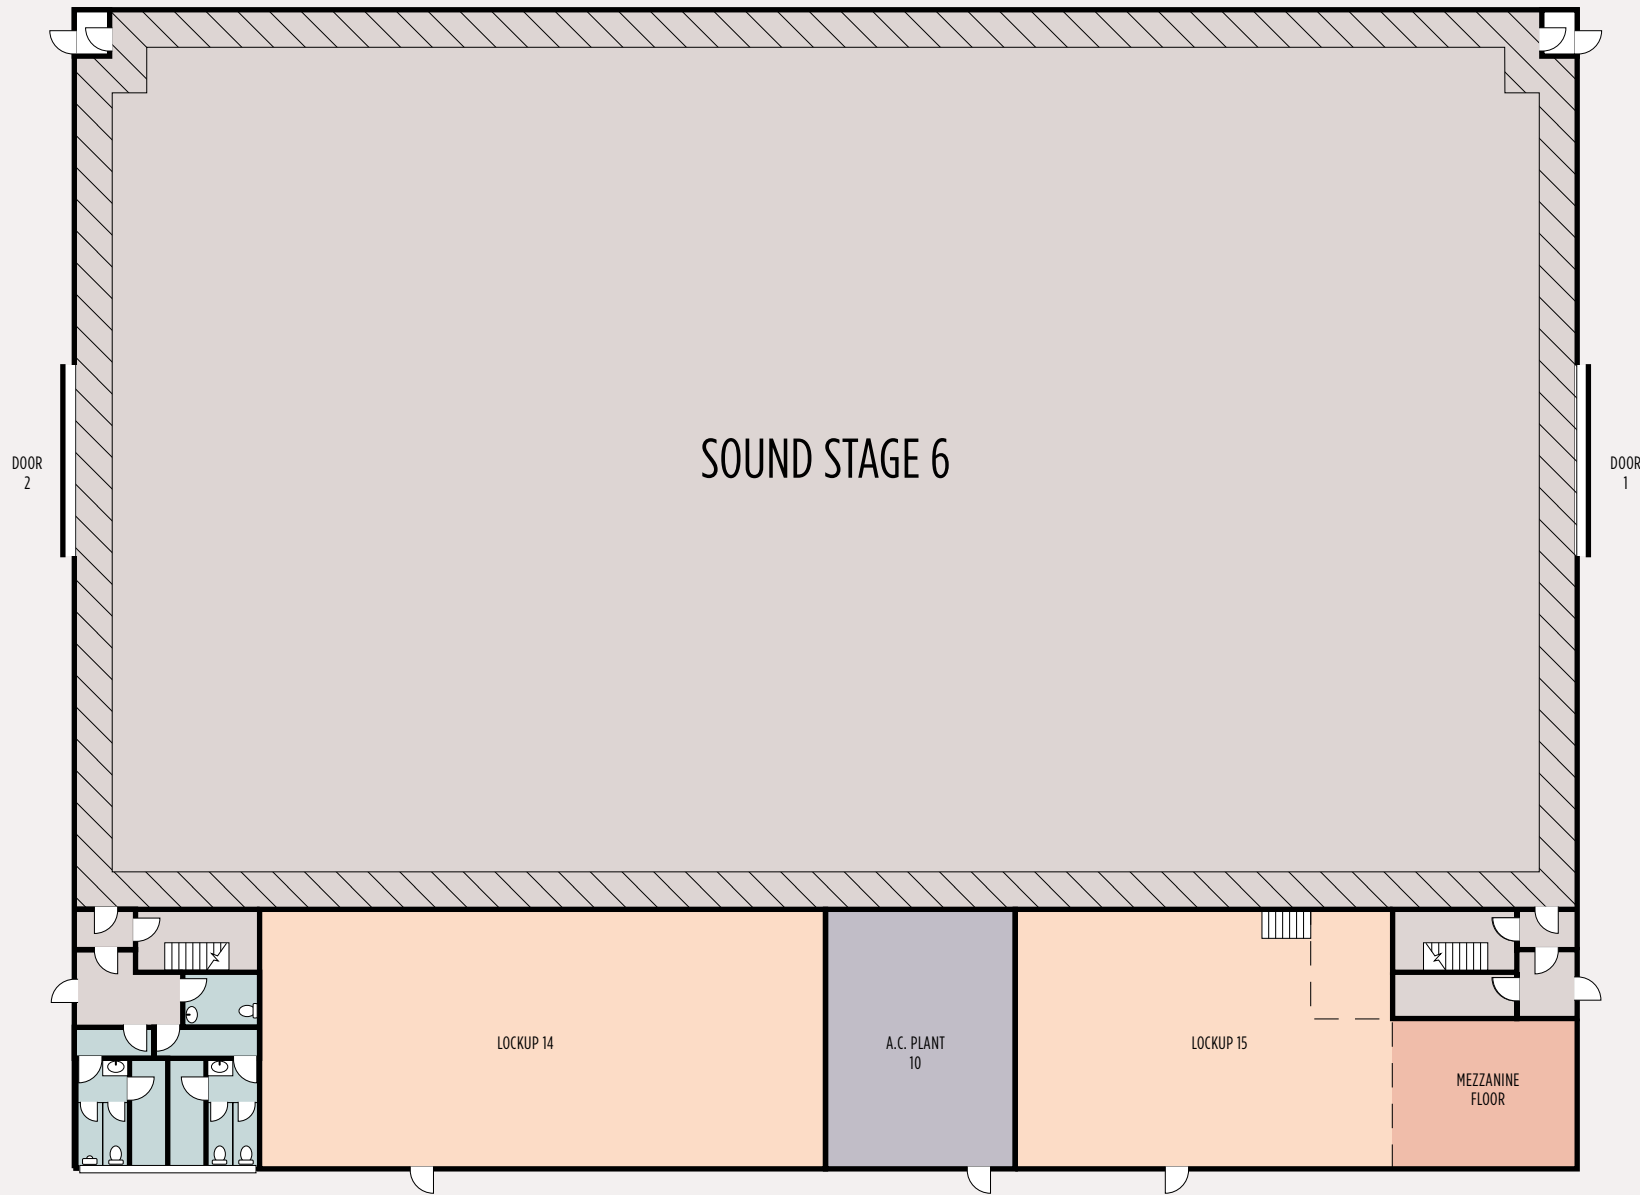 SOUND STAGE 6
DOOR
2
DOOR
1
LOCKUP 14
A.C. PLANT
10
LOCKUP 15
MEZZANINE
FLOOR